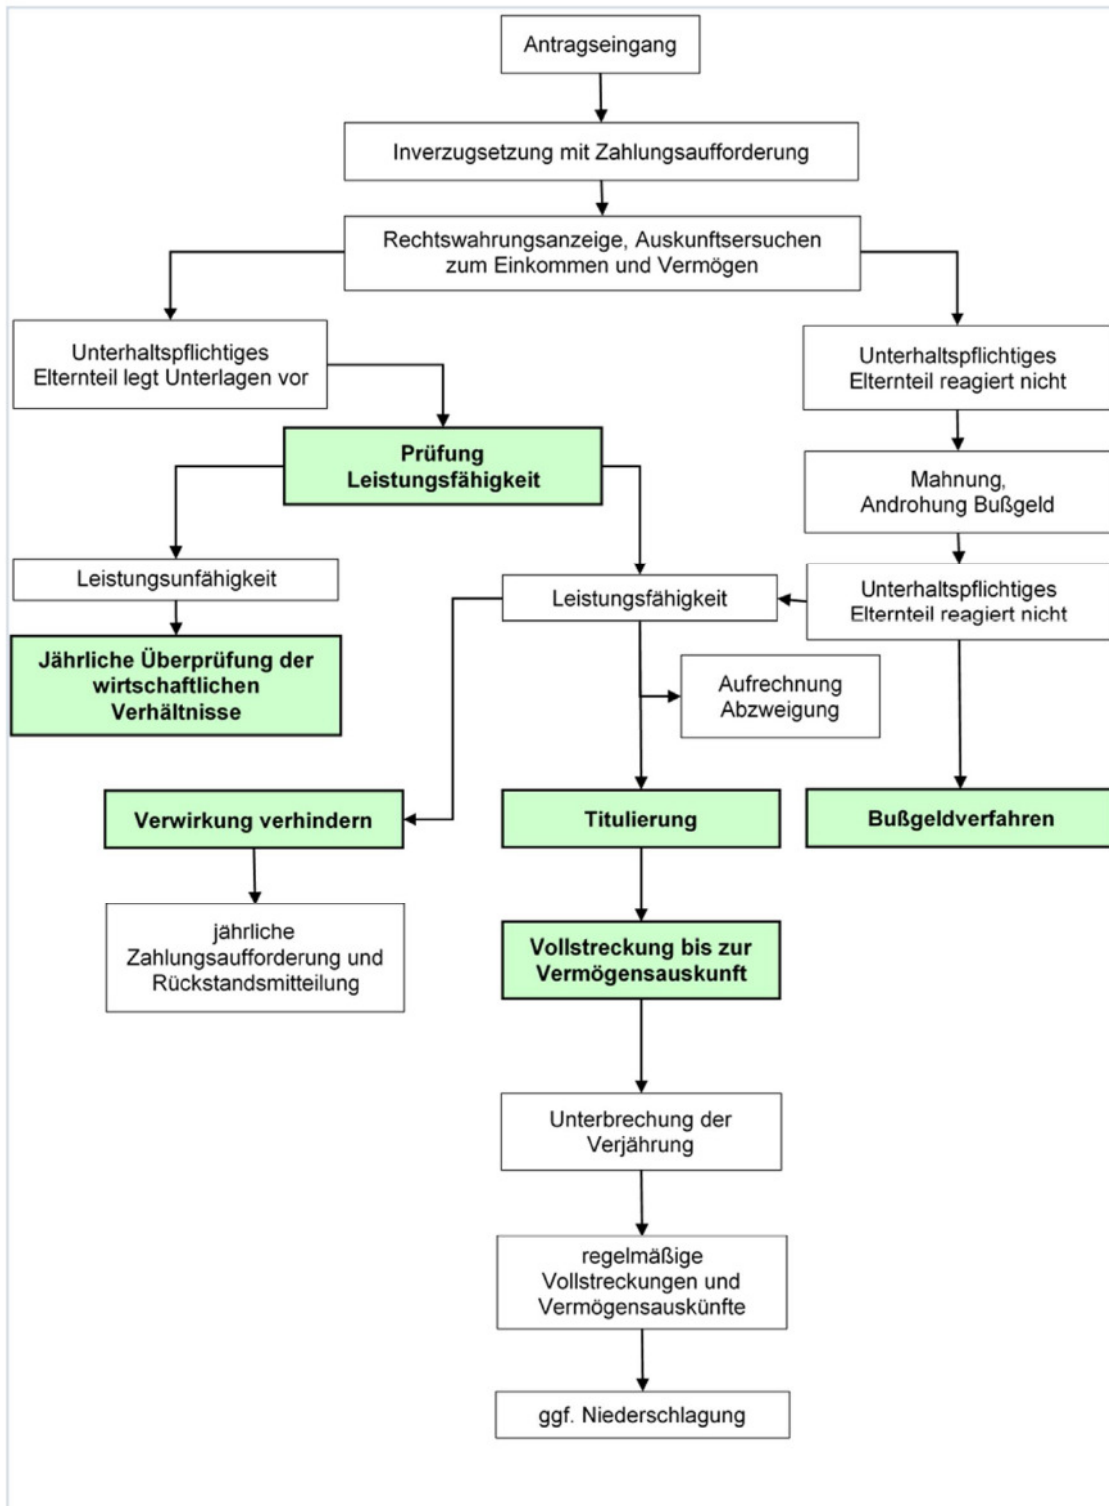 Antragseingang
Inverzugsetzung mit Zahlungsaufforderung
Rechtswahrungsanzeige, Auskunftsersuchen
zum Einkommen und Vermögen
Unterhaltspflichtiges
Elternteil legt Unterlagen vor
Unterhaltspflichtiges
Elternteil reagiert nicht
Prüfung
Leistungsfähigkeit
Mahnung,
Androhung Bußgeld
Leistungsunfähigkeit
Leistungsfähigkeit
Unterhaltspflichtiges
Elternteil reagiert nicht
Jährliche Überprüfung der
wirtschaftlichen
Verhältnisse
Aufrechnung
Abzweigung
Verwirkung verhindern
Titulierung
Bußgeldverfahren
jährliche
Zahlungsaufforderung und
Rückstandsmitteilung
Vollstreckung bis zur
Vermögensauskunft
Unterbrechung der
Verjährung
regelmäßige
Vollstreckungen und
Vermögensauskünfte
ggf. Niederschlagung